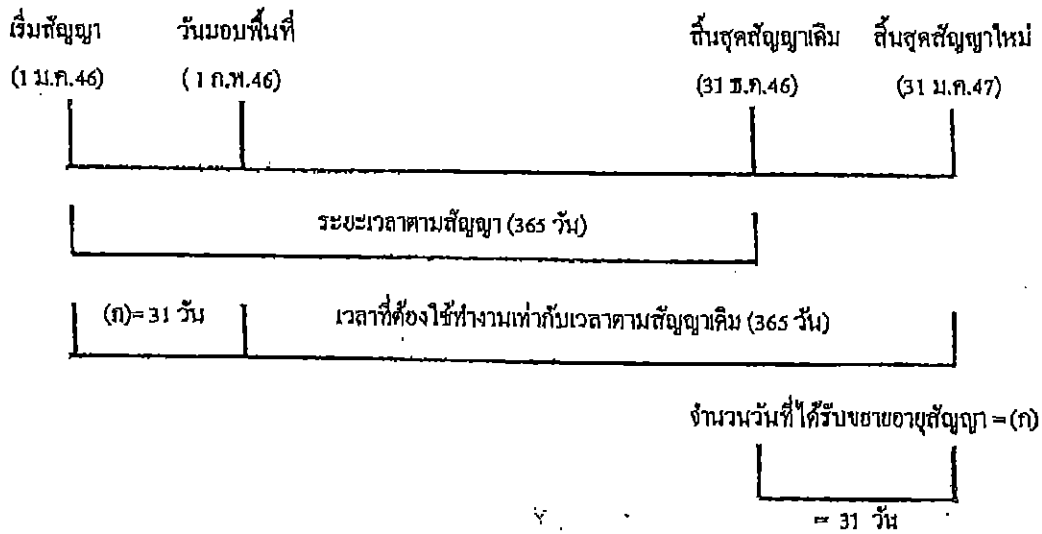 เริ่มสัญญา วันมอบพื้นที่ สิ้นสุดสัญญาเดิม สิ้นสุดสัญญาใหม่
(1 ม.ค.46) (1 ก.พ.46) (31 ธ.ค.46) (31 ม.ค.47)
ระยะเวลาตามสัญญา (365 วัน)
(ก)= 31 วัน เวลาที่ต้องใช้ทำงานเท่ากับเวลาตามสัญญาเดิม (365 วัน)
จำนวนวันที่ได้รับขยายอายุสัญญา = (ก)
= 31 วัน